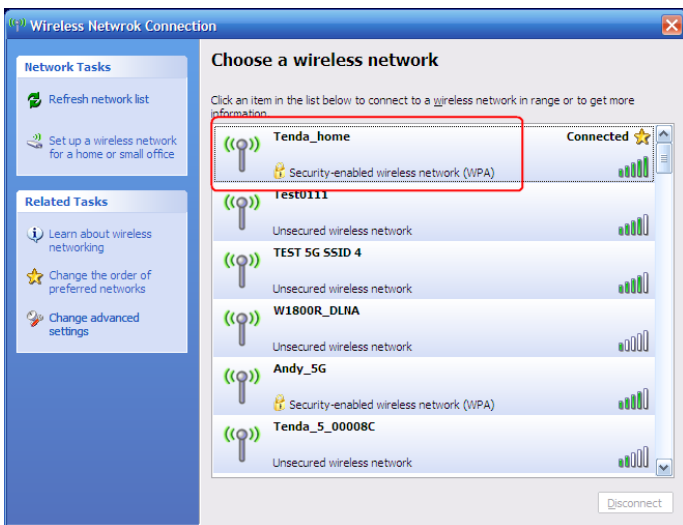 Wireless Netwrok Connection
Network Tasks
Refresh network list
Set up a wireless network
for a home or small office
Related Tasks
Learn about wireless
networking
Change the order of
preferred networks
Change advanced
settings
Choose a wireless network
Click an item in the list below to connect to a wireless network in range or to get more
information.
Tenda_home Connected
Security-enabled wireless network (WPA)
Test0111
Unsecured wireless network
TEST 5G SSID 4
Unsecured wireless network
W1800R_DLNA
Unsecured wireless network
Andy_5G
Security-enabled wireless network (WPA)
Tenda_5_00008C
Unsecured wireless network
Disconnect